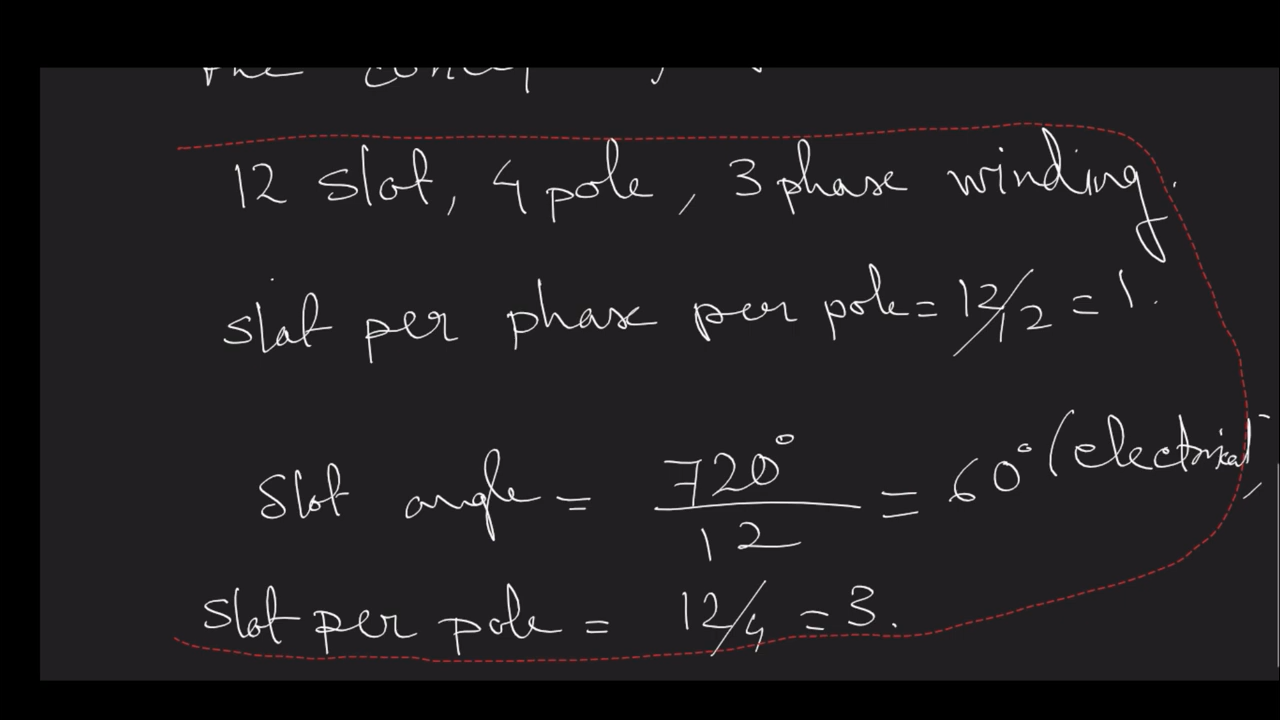 12 slot, 4 pole, 3 phase winding.
slot per phase per pole = 12/12 = 1.
Slot angle = 720°/12 = 60° (electrical)
Slot per pole = 12/4 = 3.